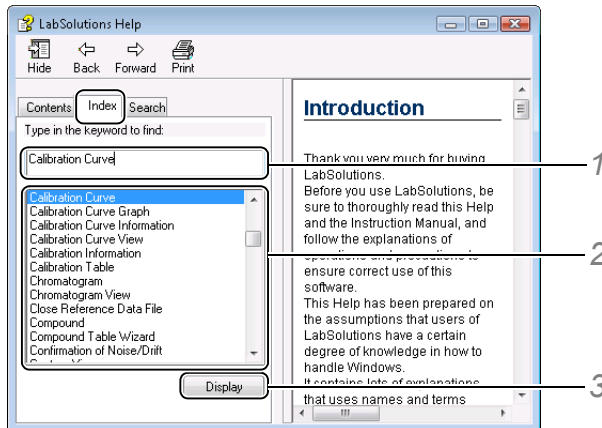 LabSolutions Help
Hide Back Forward Print
Contents Index Search
Type in the keyword to find:
Calibration Curve
Calibration Curve
Calibration Curve Graph
Calibration Curve Information
Calibration Curve View
Calibration Information
Calibration Table
Chromatogram
Chromatogram View
Close Reference Data File
Compound
Compound Table Wizard
Confirmation of Noise/Drift
Display
Introduction
Thank you very much for buying
LabSolutions.
Before you use LabSolutions, be
sure to thoroughly read this Help
and the Instruction Manual, and
follow the explanations of
operations and precautions to
ensure correct use of this
software.
This Help has been prepared on
the assumptions that users of
LabSolutions have a certain
degree of knowledge in how to
handle Windows.
It contains lots of explanations
that uses names and terms
1
2
3